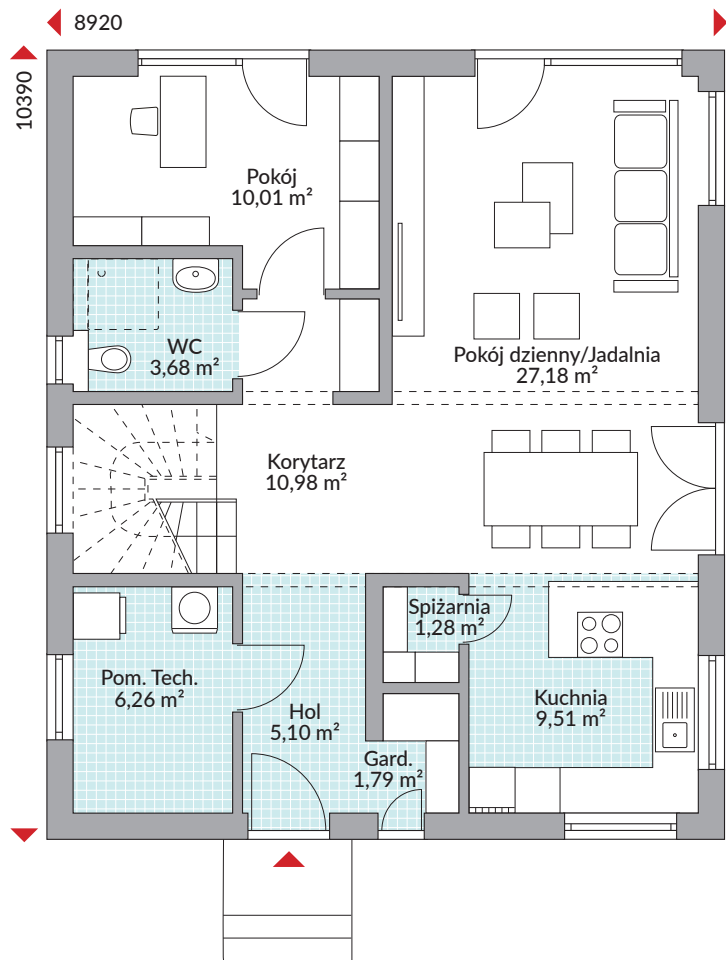 8920
10390
Pokój
10,01 m²
WC
3,68 m²
Pokój dzienny/Jadalnia
27,18 m²
Korytarz
10,98 m²
Spiżarnia
1,28 m²
Pom. Tech.
6,26 m²
Hol
5,10 m²
Kuchnia
9,51 m²
Gard.
1,79 m²